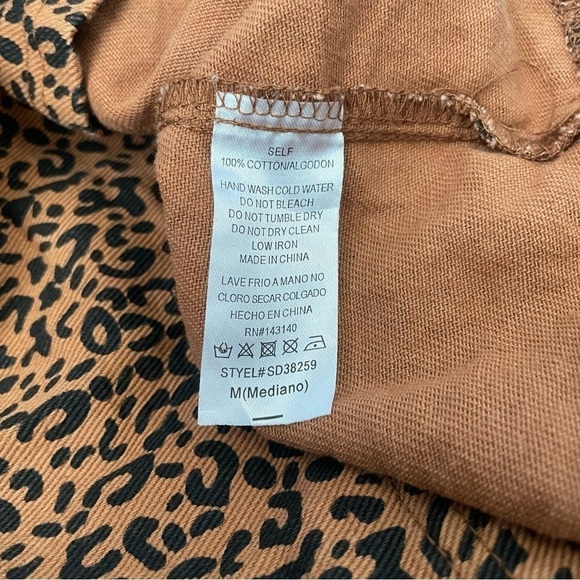 SELF
100% COTTON/ALGODON
HAND WASH COLD WATER
DO NOT BLEACH
DO NOT TUMBLE DRY
DO NOT DRY CLEAN
LOW IRON
MADE IN CHINA
LAVE FRIO A MANO NO
CLORO SECAR COLGADO
HECHO EN CHINA
RN#143140
STYEL# SD38259
M(Mediano)